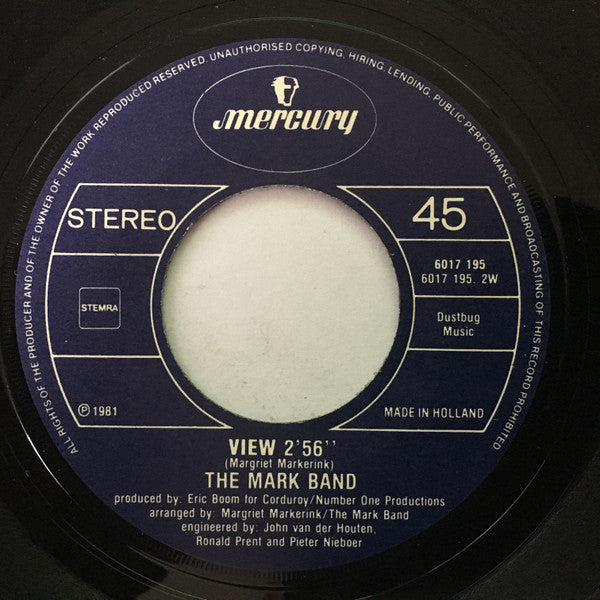 ALL RIGHTS OF THE PRODUCER AND OF THE OWNER OF THE WORK REPRODUCED RESERVED. UNAUTHORISED COPYING, HIRING, LENDING, PUBLIC PERFORMANCE AND BROADCASTING OF THIS RECORD PROHIBITED
mercury
STEREO
45
6017 195
6017 195. 2W
STEMRA
Dustbug
Music
℗ 1981
MADE IN HOLLAND
VIEW 2'56''
(Margriet Markerink)
THE MARK BAND
produced by: Eric Boom for Corduroy/Number One Productions
arranged by: Margriet Markerink/The Mark Band
engineered by: John van der Houten,
Ronald Prent and Pieter Nieboer